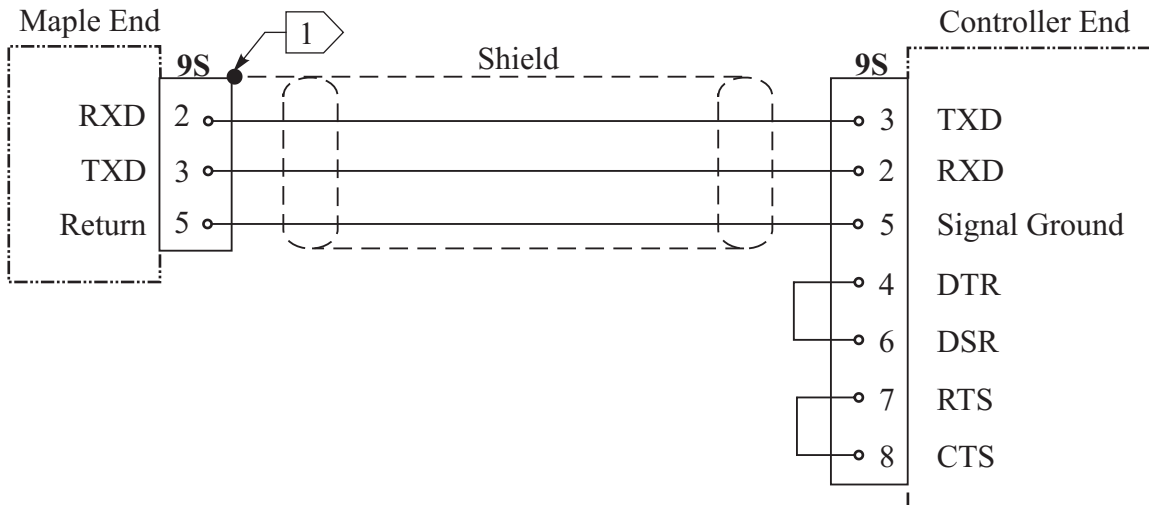 Maple End
1
Controller End
9S
Shield
9S
RXD 2
3 TXD
TXD 3
2 RXD
Return 5
5 Signal Ground
4 DTR
6 DSR
7 RTS
8 CTS